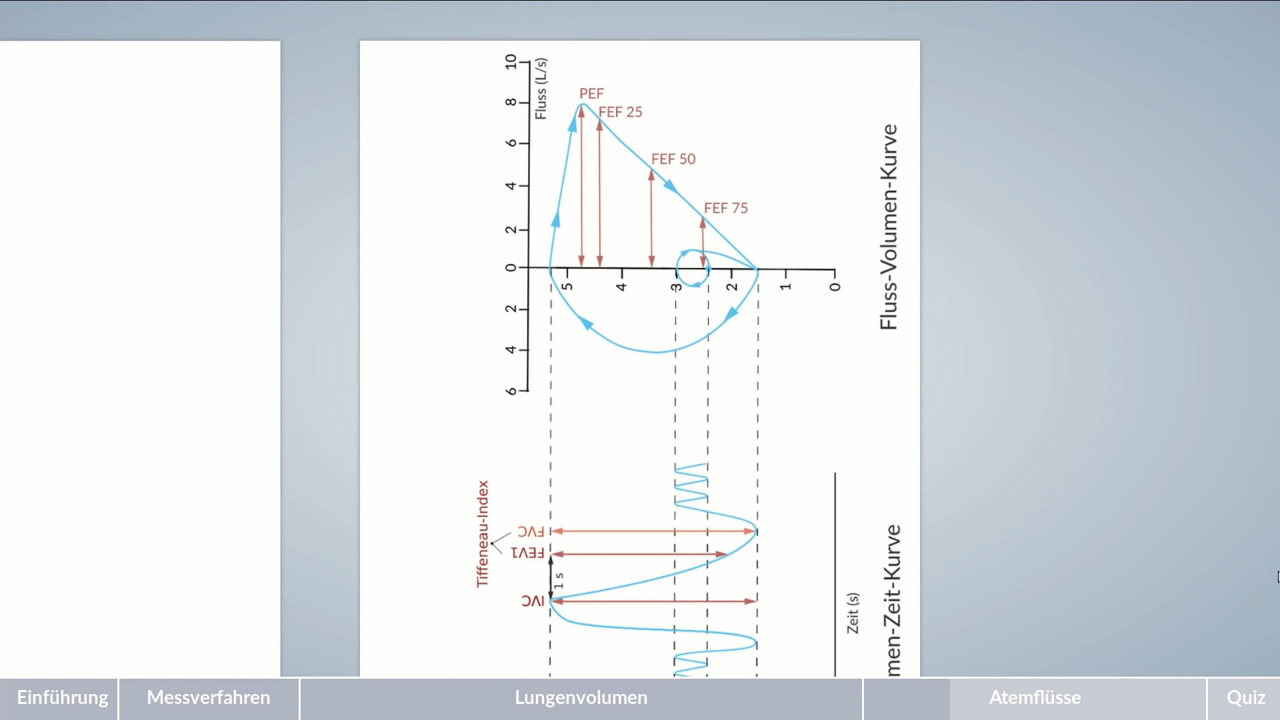 10
8
6
4
2
0
2
4
6
Fluss (L/s)
PEF
FEF 25
FEF 50
FEF 75
5
4
3
2
1
0
Fluss-Volumen-Kurve
Tiffeneau-Index
FVC
FEV1
1 s
IVC
Zeit (s)
men-Zeit-Kurve
Einführung
Messverfahren
Lungenvolumen
Atemflüsse
Quiz